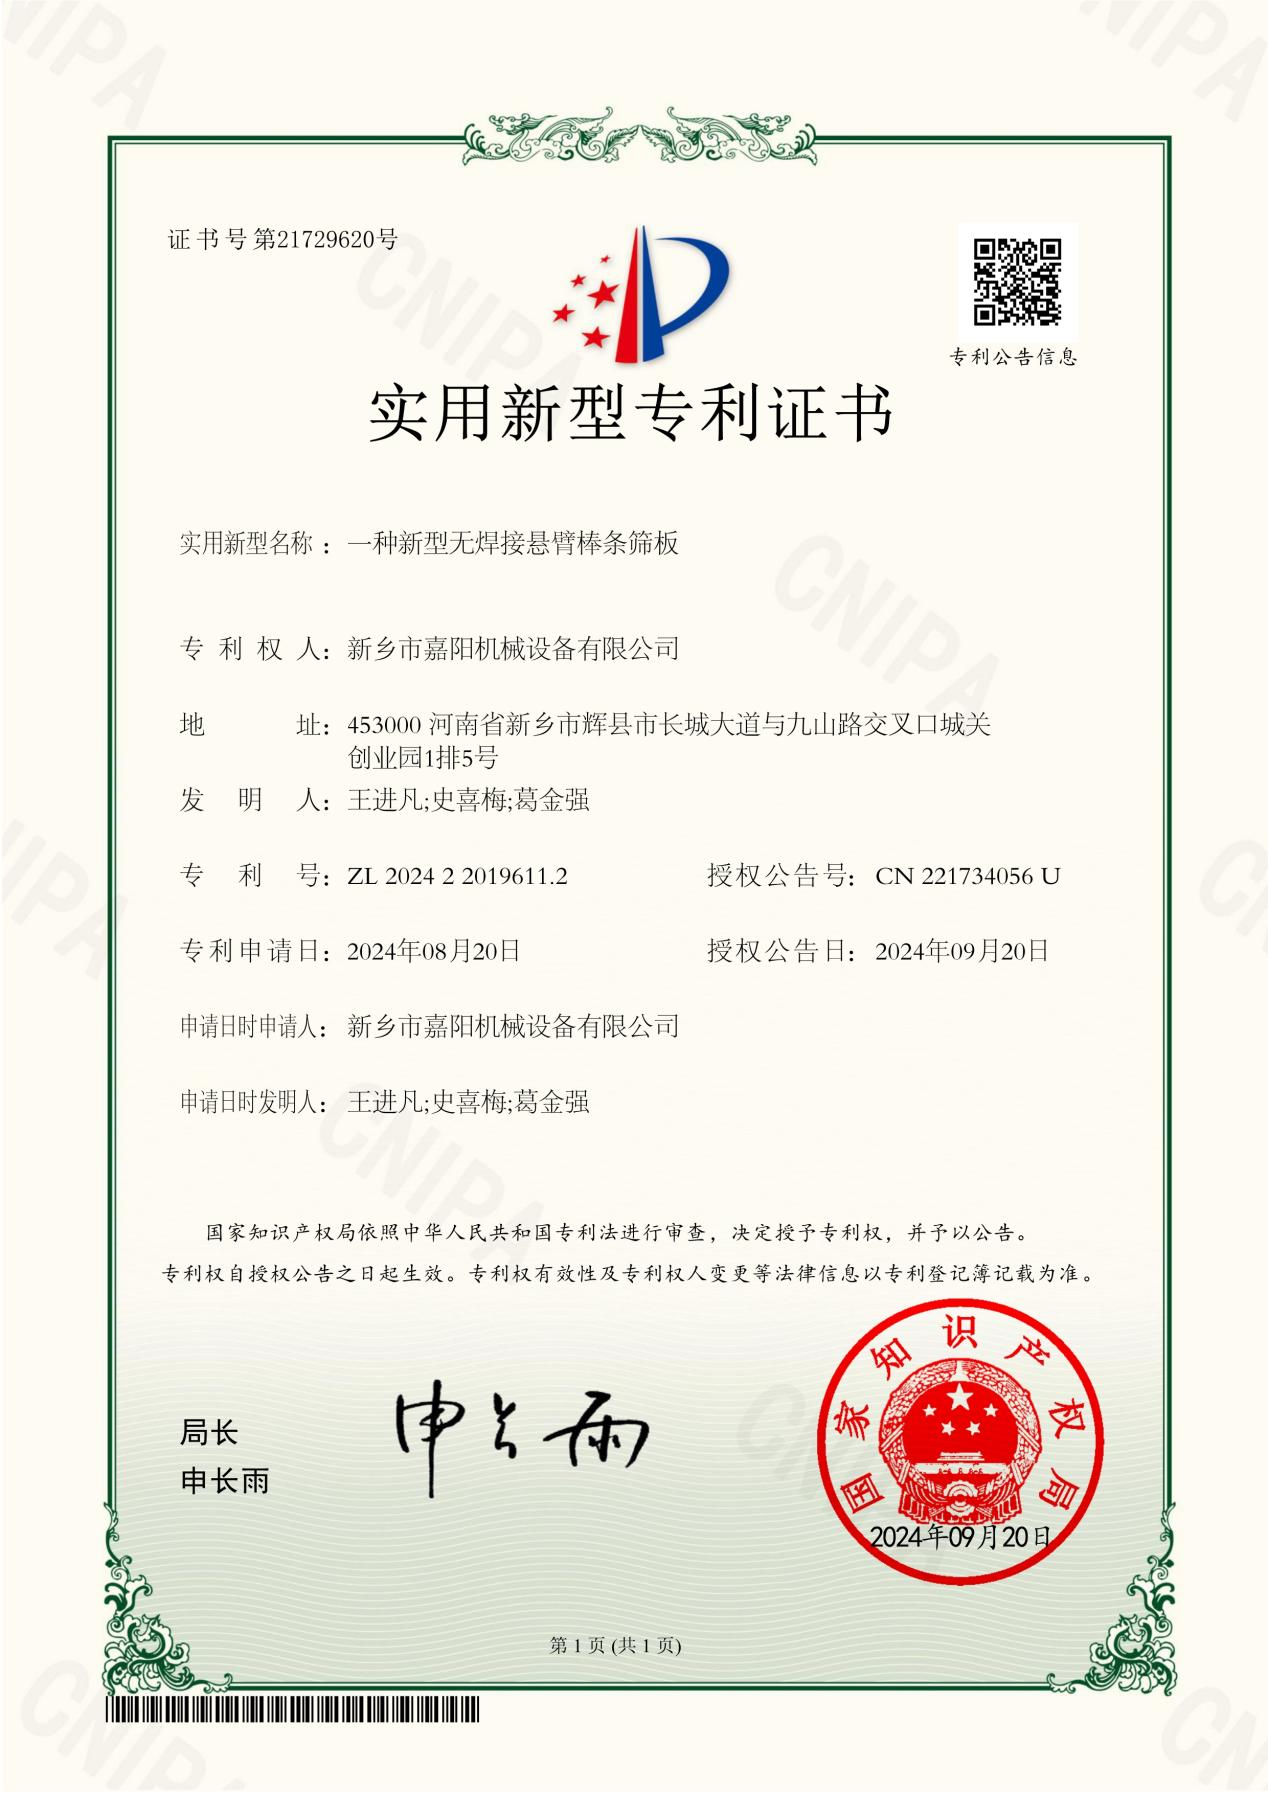 证书号第21729620号
专利公告信息
实用新型专利证书
实用新型名称：一种新型无焊接悬臂棒条筛板
专利权人：新乡市嘉阳机械设备有限公司
地址：453000 河南省新乡市辉县市长城大道与九山路交叉口城关
创业园1排5号
发明人：王进凡;史喜梅;葛金强
专利号：ZL 2024 2 2019611.2 授权公告号：CN 221734056 U
专利申请日：2024年08月20日 授权公告日：2024年09月20日
申请日时申请人：新乡市嘉阳机械设备有限公司
申请日时发明人：王进凡;史喜梅;葛金强
国家知识产权局依照中华人民共和国专利法进行审查，决定授予专利权，并予以公告。
专利权自授权公告之日起生效。专利权有效性及专利权人变更等法律信息以专利登记簿记载为准。
局长
申长雨
申长雨
国家知识产权局
2024年09月20日
第 1 页 (共 1 页)
CNIPA
CNIPA
CNIPA
CNIPA
CNIPA
CNIPA
CNIPA
CNIPA